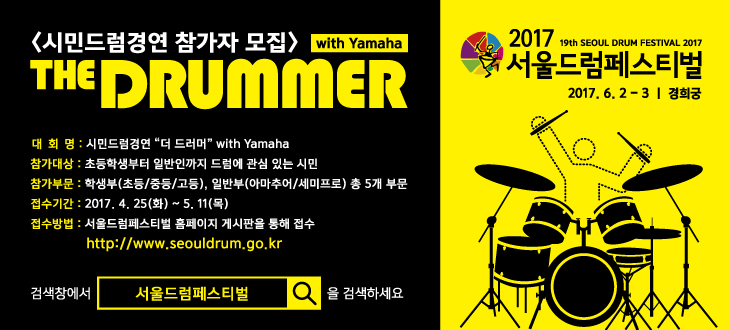 <시민드럼경연 참가자 모집> with Yamaha
THE DRUMMER
대 회 명 : 시민드럼경연 “더 드러머” with Yamaha
참가대상 : 초등학생부터 일반인까지 드럼에 관심 있는 시민
참가부문 : 학생부(초등/중등/고등), 일반부(아마추어/세미프로) 총 5개 부문
접수기간 : 2017. 4. 25(화) ~ 5. 11(목)
접수방법 : 서울드럼페스티벌 홈페이지 게시판을 통해 접수
http://www.seouldrum.go.kr
검색창에서 서울드럼페스티벌 을 검색하세요
2017 19th SEOUL DRUM FESTIVAL 2017
서울드럼페스티벌
2017. 6. 2 - 3 | 경희궁